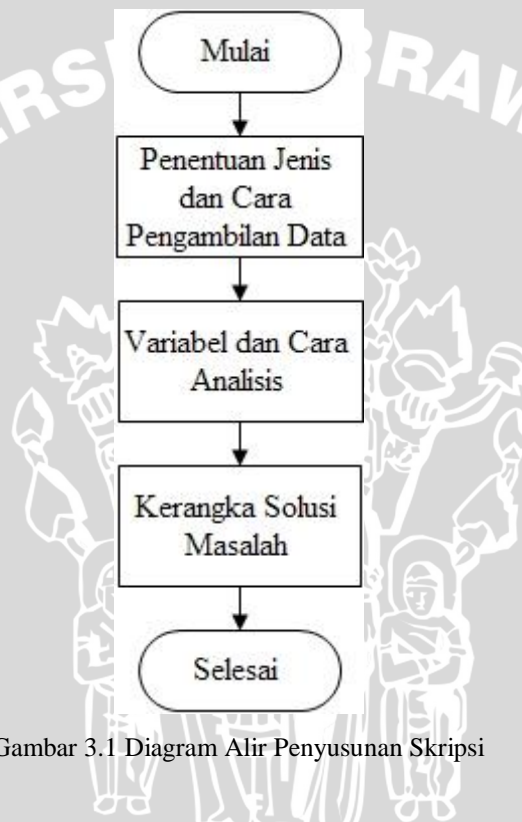 Mulai
Penentuan Jenis
dan Cara
Pengambilan Data
Variabel dan Cara
Analisis
Kerangka Solusi
Masalah
Selesai
Gambar 3.1 Diagram Alir Penyusunan Skripsi